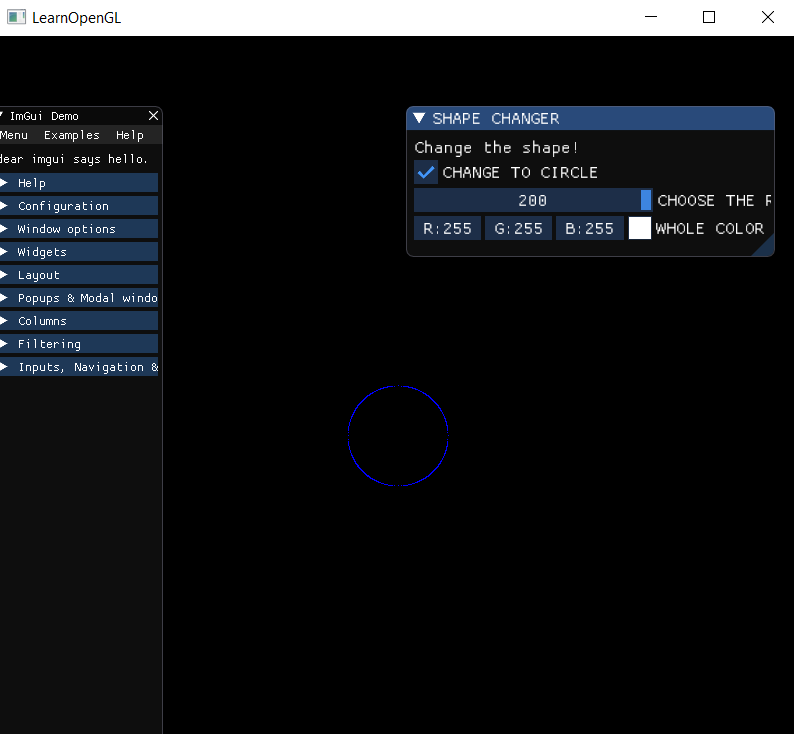 LearnOpenGL
ImGui Demo
Menu Examples Help
dear imgui says hello.
Help
Configuration
Window options
Widgets
Layout
Popups & Modal windo
Columns
Filtering
Inputs, Navigation &
SHAPE CHANGER
Change the shape!
CHANGE TO CIRCLE
200 CHOOSE THE R
R:255 G:255 B:255 WHOLE COLOR